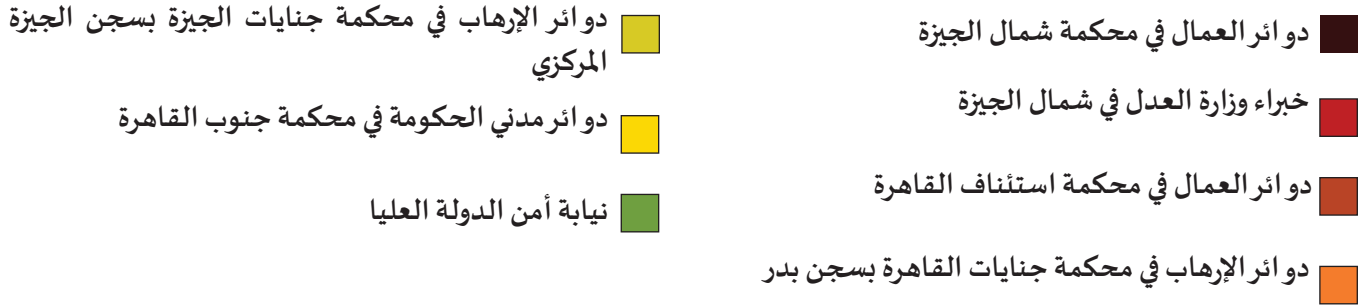 دوائر العمال في محكمة شمال الجيزة
خبراء وزارة العدل في شمال الجيزة
دوائر العمال في محكمة استئناف القاهرة
دوائر الإرهاب في محكمة جنايات القاهرة بسجن بدر
دوائر الإرهاب في محكمة جنايات الجيزة بسجن الجيزة
المركزي
دوائر مدني الحكومة في محكمة جنوب القاهرة
نيابة أمن الدولة العليا